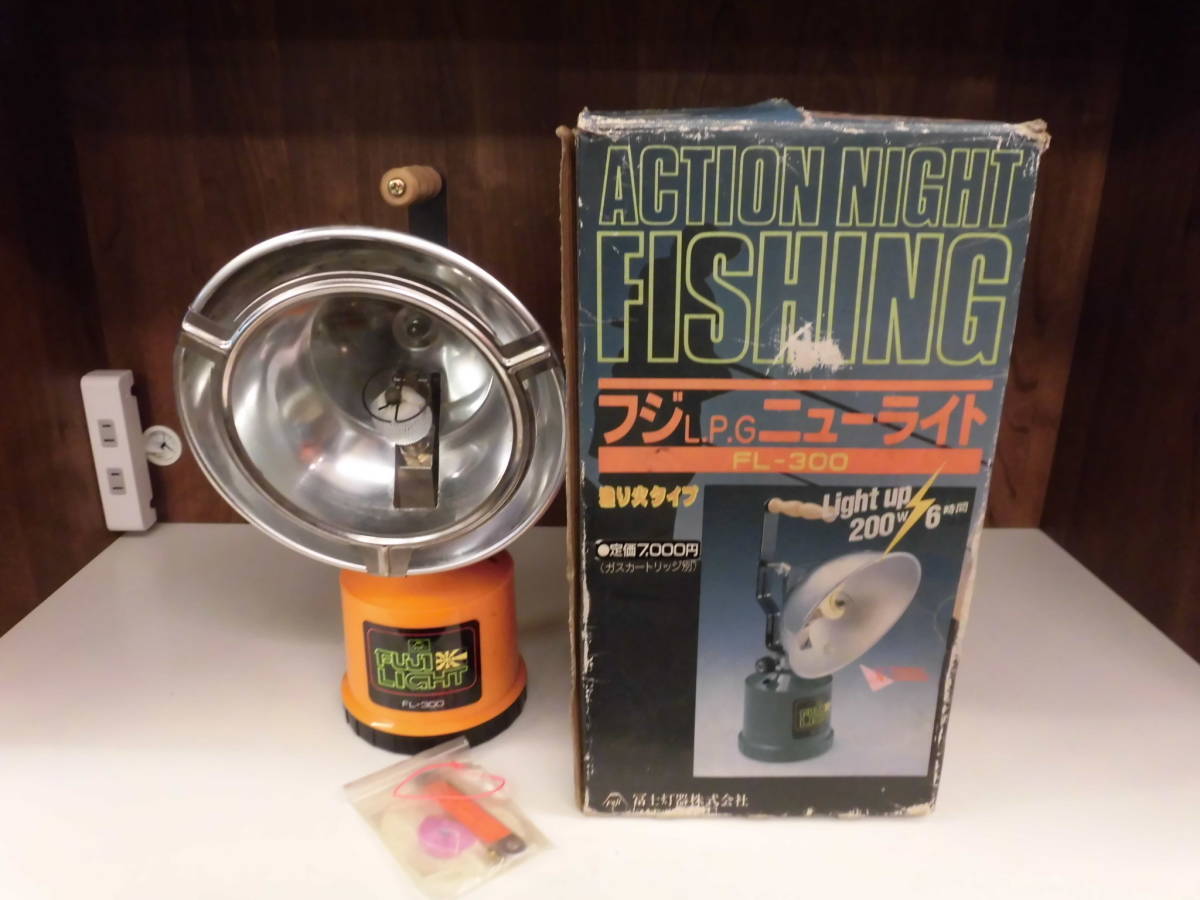 ACTION NIGHT
FISHING
フジL.P.Gニューライト
FL-300
Light up
200W 6時間
●定価7,000円
(ガスカートリッジ別)
冨士灯器株式会社
FUJI
LIGHT
FL-300